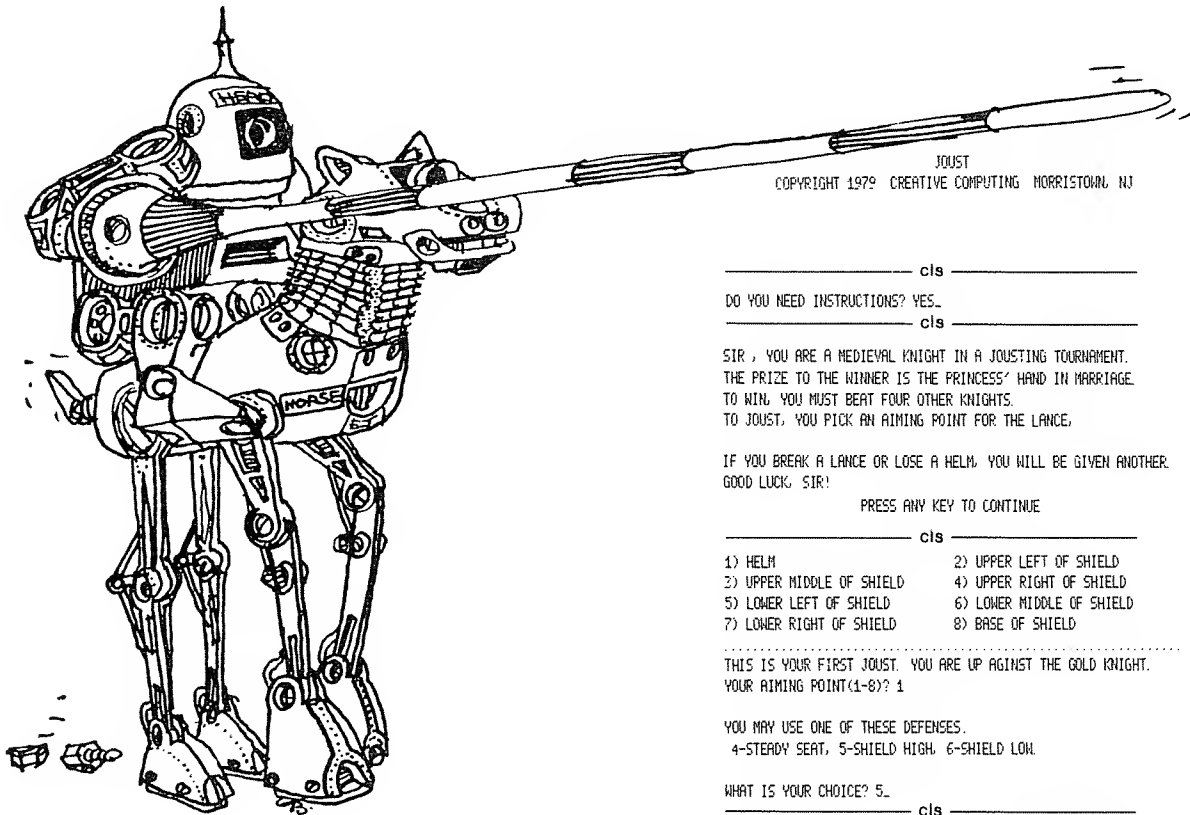 HEAD
HORSE
JOUST
COPYRIGHT 1979 CREATIVE COMPUTING MORRISTOWN, NJ
cls
DO YOU NEED INSTRUCTIONS? YES_
cls
SIR , YOU ARE A MEDIEVAL KNIGHT IN A JOUSTING TOURNAMENT.
THE PRIZE TO THE WINNER IS THE PRINCESS' HAND IN MARRIAGE.
TO WIN, YOU MUST BEAT FOUR OTHER KNIGHTS.
TO JOUST, YOU PICK AN AIMING POINT FOR THE LANCE,
IF YOU BREAK A LANCE OR LOSE A HELM, YOU WILL BE GIVEN ANOTHER.
GOOD LUCK, SIR!
PRESS ANY KEY TO CONTINUE
cls
1) HELM 2) UPPER LEFT OF SHIELD
3) UPPER MIDDLE OF SHIELD 4) UPPER RIGHT OF SHIELD
5) LOWER LEFT OF SHIELD 6) LOWER MIDDLE OF SHIELD
7) LOWER RIGHT OF SHIELD 8) BASE OF SHIELD
THIS IS YOUR FIRST JOUST. YOU ARE UP AGINST THE GOLD KNIGHT.
YOUR AIMING POINT(1-8)? 1
YOU MAY USE ONE OF THESE DEFENSES.
4-STEADY SEAT, 5-SHIELD HIGH, 6-SHIELD LOW.
WHAT IS YOUR CHOICE? 5_
cls